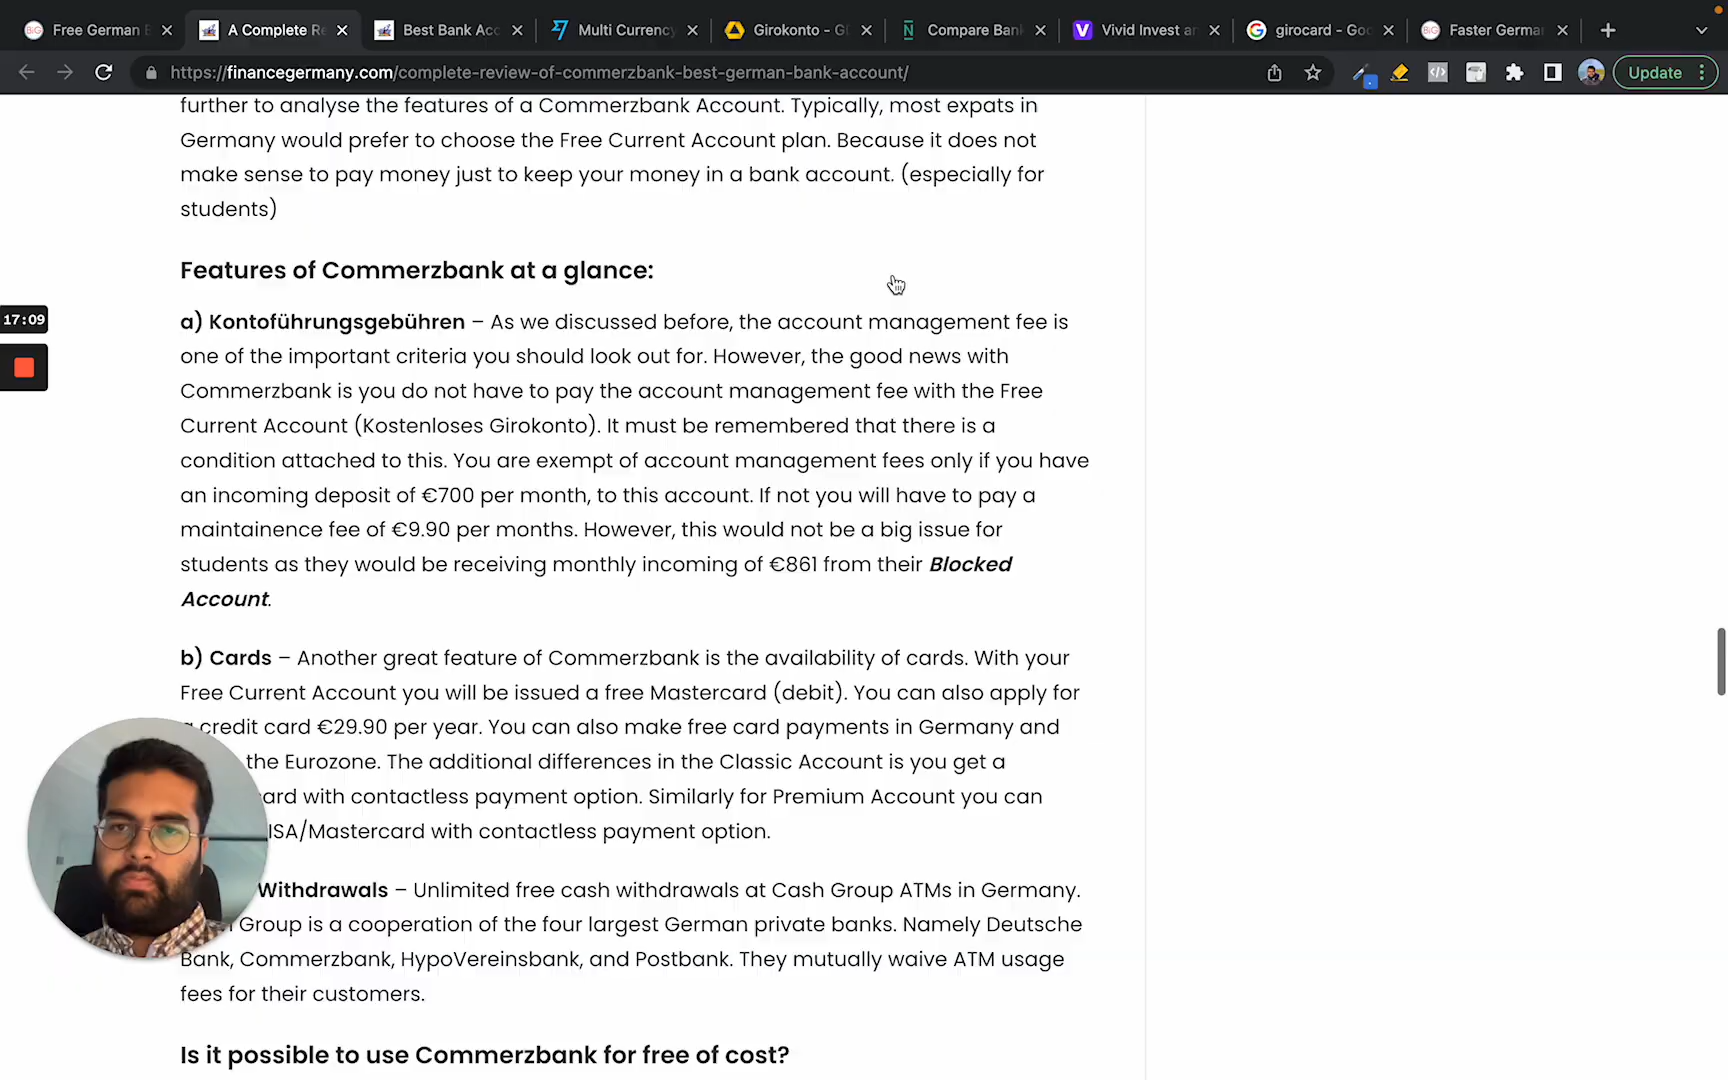 Free German
A Complete Re
Best Bank Acc
Multi Currency
Girokonto - G
Compare Bank
Vivid Invest an
girocard - Goo
Faster Germa
https://financegermany.com/complete-review-of-commerzbank-best-german-bank-account/
Update
further to analyse the features of a Commerzbank Account. Typically, most expats in
Germany would prefer to choose the Free Current Account plan. Because it does not
make sense to pay money just to keep your money in a bank account. (especially for
students)
Features of Commerzbank at a glance:
17:09
a) Kontoführungsgebühren – As we discussed before, the account management fee is
one of the important criteria you should look out for. However, the good news with
Commerzbank is you do not have to pay the account management fee with the Free
Current Account (Kostenloses Girokonto). It must be remembered that there is a
condition attached to this. You are exempt of account management fees only if you have
an incoming deposit of €700 per month, to this account. If not you will have to pay a
maintainence fee of €9.90 per months. However, this would not be a big issue for
students as they would be receiving monthly incoming of €861 from their Blocked
Account.
b) Cards – Another great feature of Commerzbank is the availability of cards. With your
Free Current Account you will be issued a free Mastercard (debit). You can also apply for
credit card €29.90 per year. You can also make free card payments in Germany and
the Eurozone. The additional differences in the Classic Account is you get a
ard with contactless payment option. Similarly for Premium Account you can
ISA/Mastercard with contactless payment option.
Withdrawals – Unlimited free cash withdrawals at Cash Group ATMs in Germany.
Group is a cooperation of the four largest German private banks. Namely Deutsche
Bank, Commerzbank, HypoVereinsbank, and Postbank. They mutually waive ATM usage
fees for their customers.
Is it possible to use Commerzbank for free of cost?